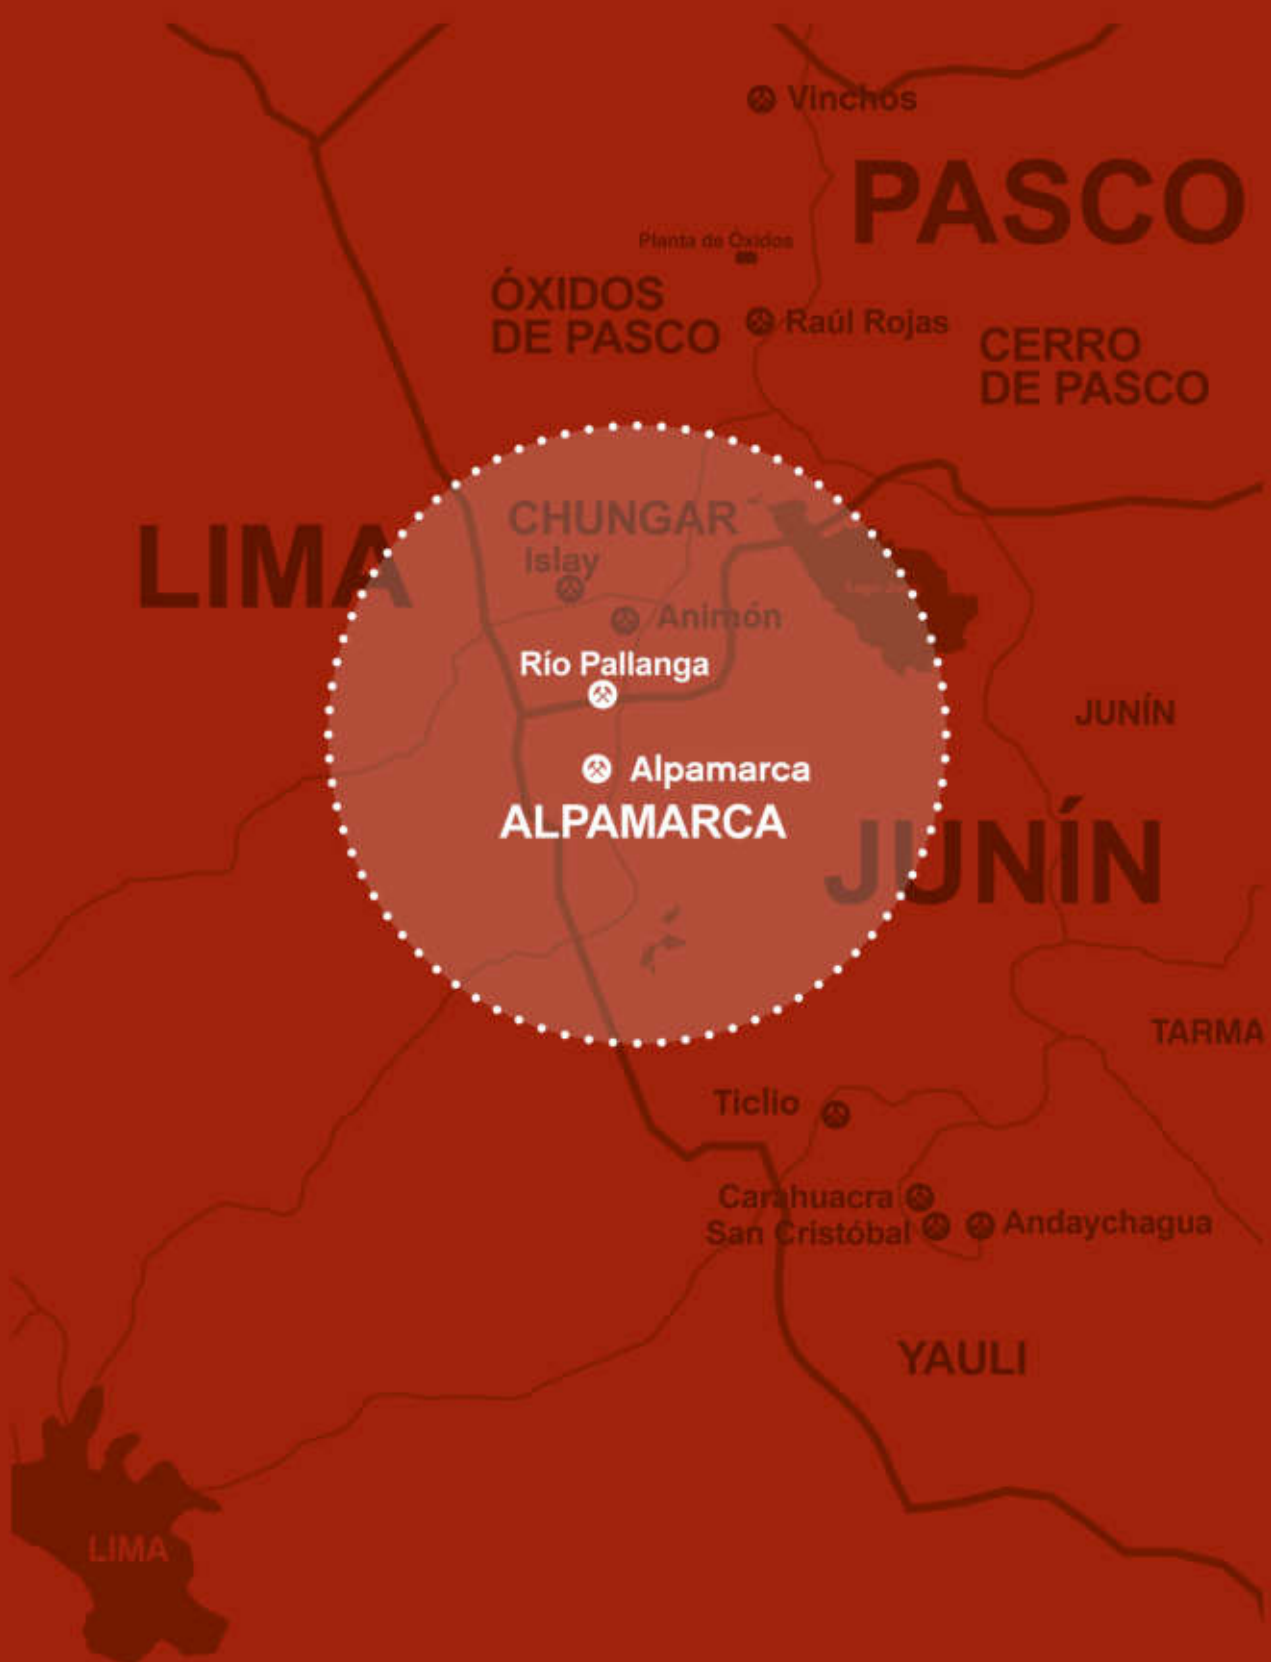 Vinchos
PASCO
Planta de Óxidos
ÓXIDOS
DE PASCO
Raúl Rojas
CERRO
DE PASCO
CHUNGAR
Islay
LIMA
Animón
Río Pallanga
JUNÍN
Alpamarca
ALPAMARCA
JUNÍN
TARMA
Ticlio
Carahuacra
San Cristóbal
Andaychagua
YAULI
LIMA